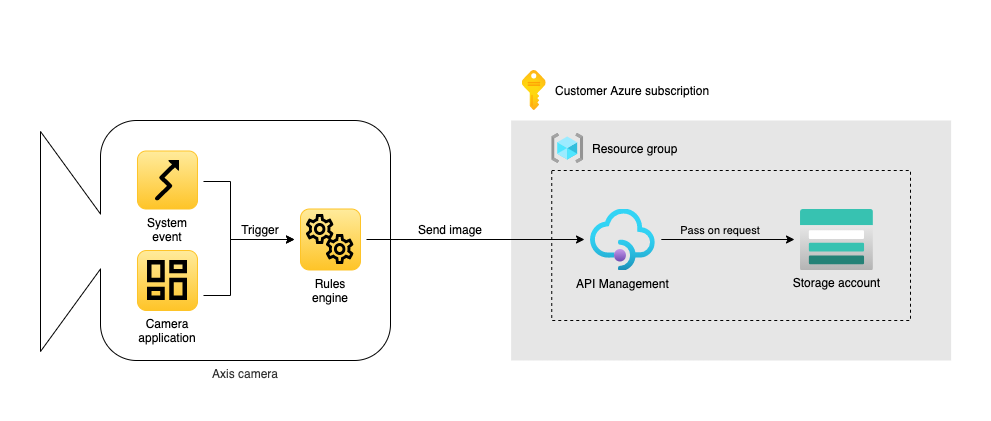 Customer Azure subscription
Resource group
System
event
Trigger
Send image
Pass on request
Rules
engine
API Management
Storage account
Camera
application
Axis camera